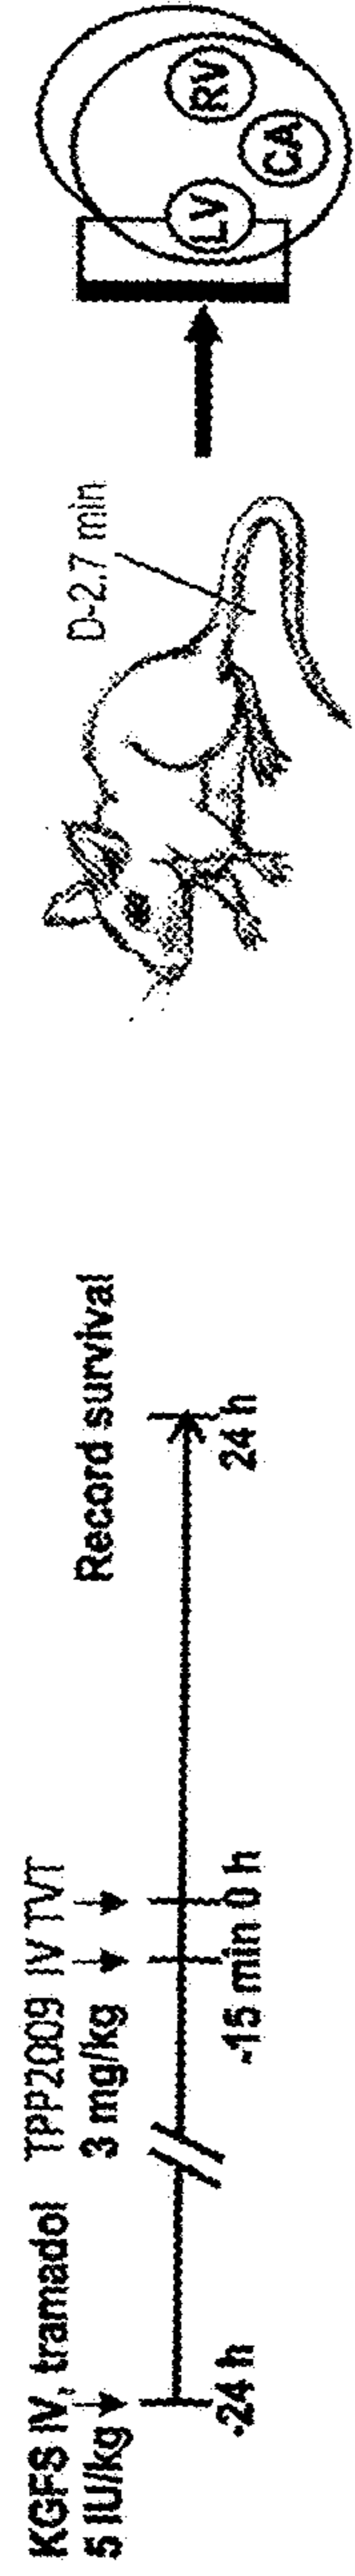 KGFS IV, tramadol
5 IU/kg
TPP2009 IV TVT
3 mg/kg
Record survival
-24 h
-15 min 0 h
24 h
D-2.7 min
LV
RV
CA